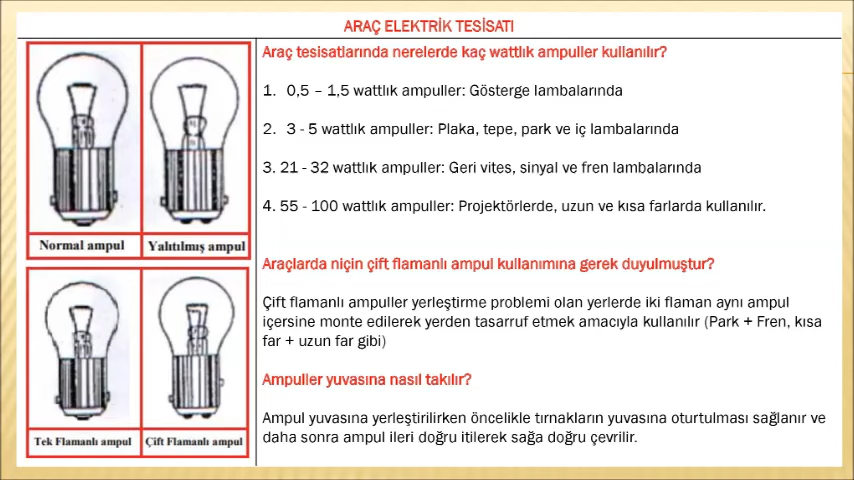 ARAÇ ELEKTRİK TESİSATI
Araç tesisatlarında nerelerde kaç wattlık ampuller kullanılır?
1. 0,5 – 1,5 wattlık ampuller: Gösterge lambalarında
2. 3 - 5 wattlık ampuller: Plaka, tepe, park ve iç lambalarında
3. 21 - 32 wattlık ampuller: Geri vites, sinyal ve fren lambalarında
4. 55 - 100 wattlık ampuller: Projektörlerde, uzun ve kısa farlarda kullanılır.
Normal ampul
Yalıtılmış ampul
Araçlarda niçin çift flamanlı ampul kullanımına gerek duyulmuştur?
Çift flamanlı ampuller yerleştirme problemi olan yerlerde iki flaman aynı ampul
içersine monte edilerek yerden tasarruf etmek amacıyla kullanılır (Park + Fren, kısa
far + uzun far gibi)
Ampuller yuvasına nasıl takılır?
Ampul yuvasına yerleştirilirken öncelikle tırnakların yuvasına oturtulması sağlanır ve
daha sonra ampul ileri doğru itilerek sağa doğru çevrilir.
Tek Flamanlı ampul
Çift Flamanlı ampul